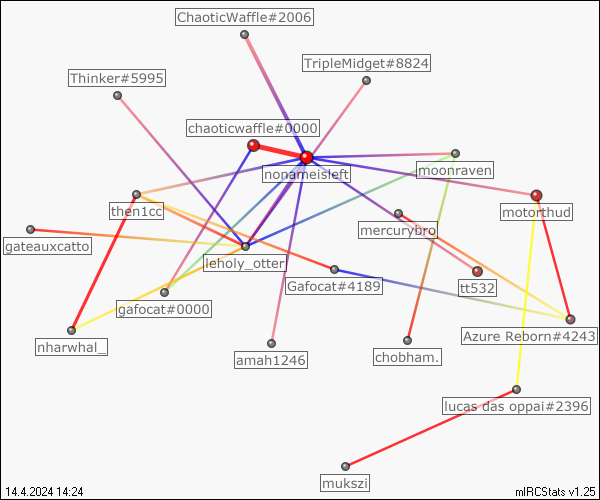 ChaoticWaffle#2006
TripleMidget#8824
Thinker#5995
chaoticwaffle#0000
nonameisleft
moonraven
then1cc
motorthud
mercurybro
gateauxcatto
leholy_otter
Gafocat#4189
tt532
gafocat#0000
Azure Reborn#4243
nharwhal_
amah1246
chobham.
lucas das oppai#2396
mukszi
14.4.2024 14:24
mIRCStats v1.25